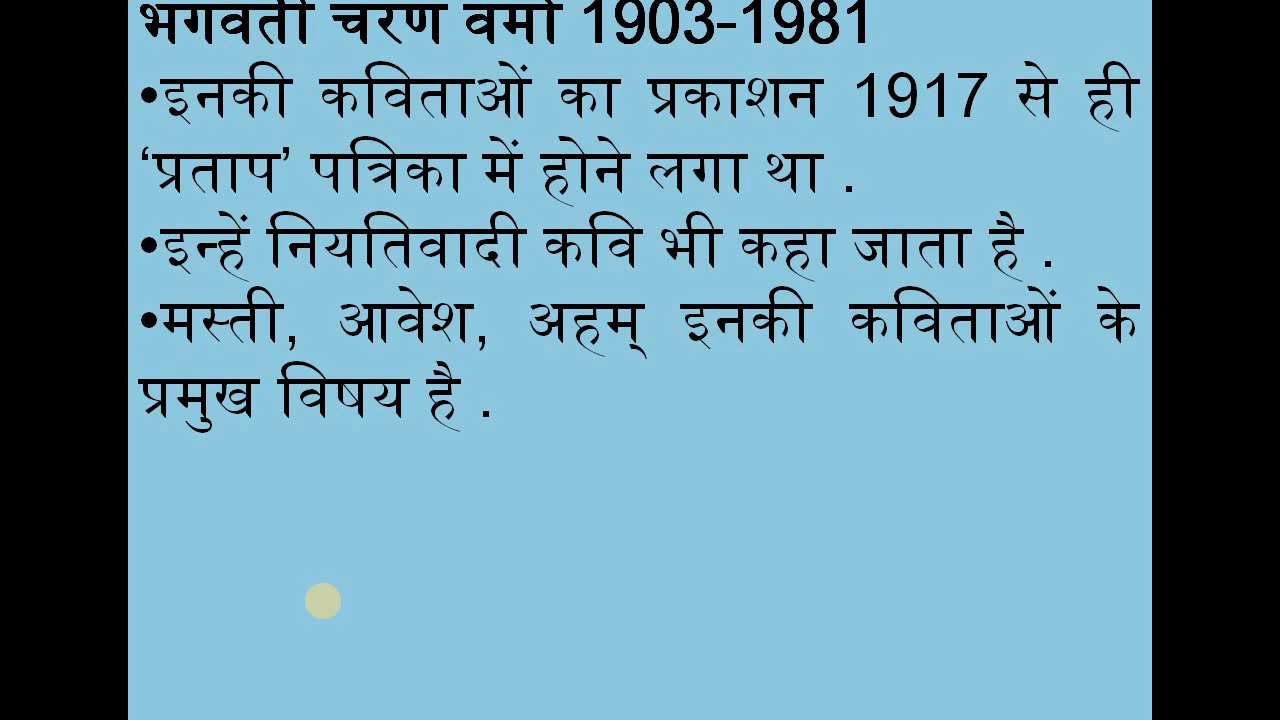 भगवती चरण वर्मा 1903-1981
•इनकी कविताओं का प्रकाशन 1917 से ही
‘प्रताप’ पत्रिका में होने लगा था .
•इन्हें नियतिवादी कवि भी कहा जाता है .
•मस्ती, आवेश, अहम् इनकी कविताओं के
प्रमुख विषय है .